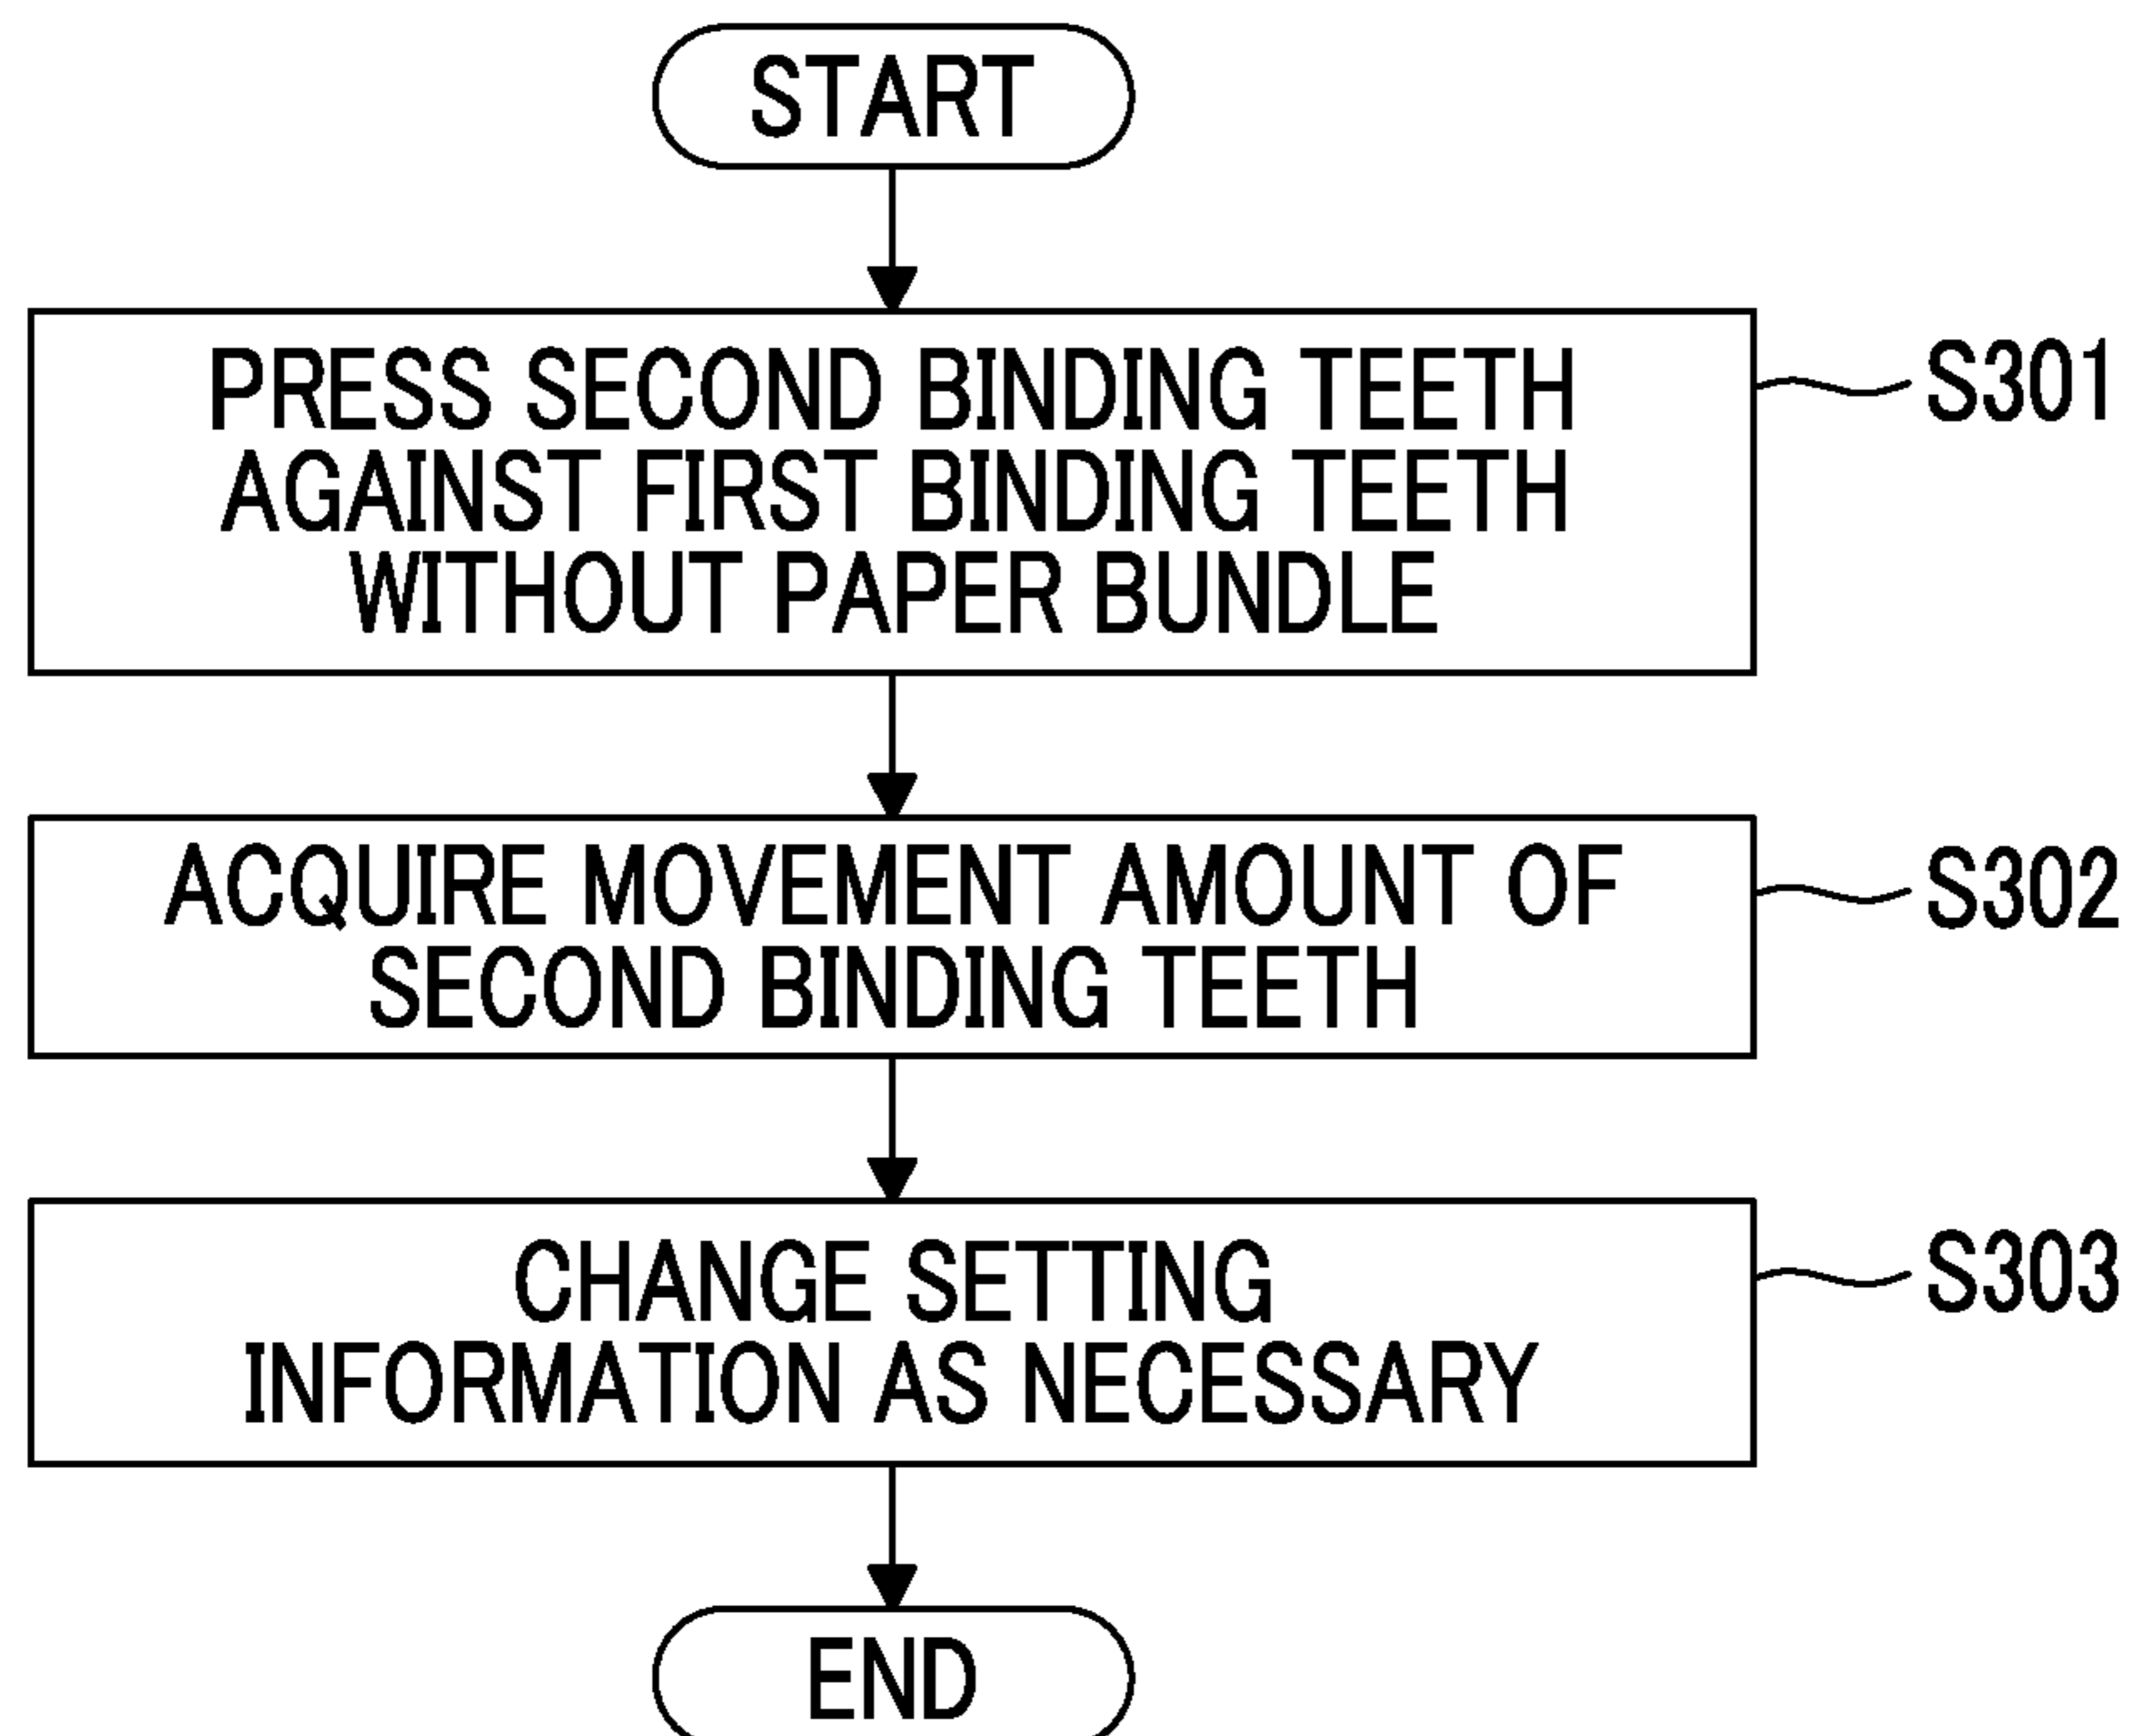 START
PRESS SECOND BINDING TEETH
AGAINST FIRST BINDING TEETH
WITHOUT PAPER BUNDLE
S301
ACQUIRE MOVEMENT AMOUNT OF
SECOND BINDING TEETH
S302
CHANGE SETTING
INFORMATION AS NECESSARY
S303
END